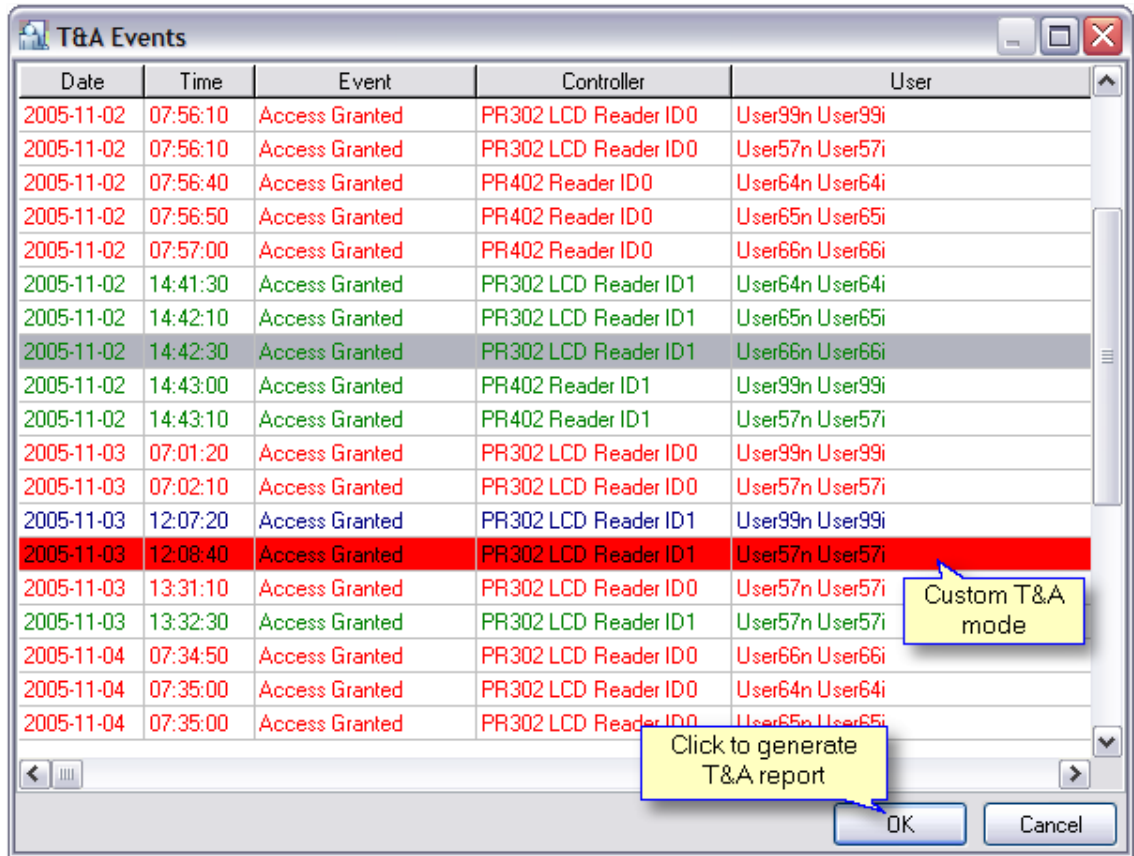 T&A Events
Date Time Event Controller User
2005-11-02 07:56:10 Access Granted PR302 LCD Reader ID0 User99n User99i
2005-11-02 07:56:10 Access Granted PR302 LCD Reader ID0 User57n User57i
2005-11-02 07:56:40 Access Granted PR402 Reader ID0 User64n User64i
2005-11-02 07:56:50 Access Granted PR402 Reader ID0 User65n User65i
2005-11-02 07:57:00 Access Granted PR402 Reader ID0 User66n User66i
2005-11-02 14:41:30 Access Granted PR302 LCD Reader ID1 User64n User64i
2005-11-02 14:42:10 Access Granted PR302 LCD Reader ID1 User65n User65i
2005-11-02 14:42:30 Access Granted PR302 LCD Reader ID1 User66n User66i
2005-11-02 14:43:00 Access Granted PR402 Reader ID1 User99n User99i
2005-11-02 14:43:10 Access Granted PR402 Reader ID1 User57n User57i
2005-11-03 07:01:20 Access Granted PR302 LCD Reader ID0 User99n User99i
2005-11-03 07:02:10 Access Granted PR302 LCD Reader ID0 User57n User57i
2005-11-03 12:07:20 Access Granted PR302 LCD Reader ID1 User99n User99i
2005-11-03 12:08:40 Access Granted PR302 LCD Reader ID1 User57n User57i
2005-11-03 13:31:10 Access Granted PR302 LCD Reader ID0 User57n User57i
2005-11-03 13:32:30 Access Granted PR302 LCD Reader ID1 User57n User57i
Custom T&A
mode
2005-11-04 07:34:50 Access Granted PR302 LCD Reader ID0 User66n User66i
2005-11-04 07:35:00 Access Granted PR302 LCD Reader ID0 User64n User64i
2005-11-04 07:35:00 Access Granted PR302 LCD Reader ID0 User65n User65i
Click to generate
T&A report
OK Cancel